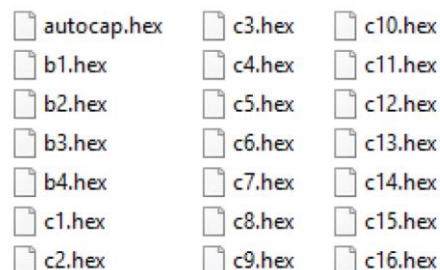 autocap.hex
b1.hex
b2.hex
b3.hex
b4.hex
c1.hex
c2.hex
c3.hex
c4.hex
c5.hex
c6.hex
c7.hex
c8.hex
c9.hex
c10.hex
c11.hex
c12.hex
c13.hex
c14.hex
c15.hex
c16.hex